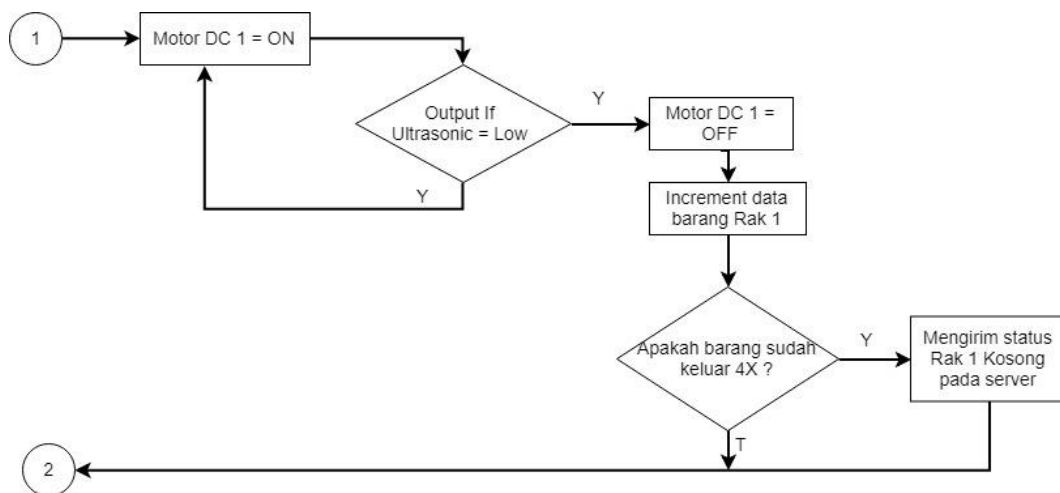 1
Motor DC 1 = ON
Output If
Ultrasonic = Low
Y
Y
Motor DC 1 =
OFF
Increment data
barang Rak 1
Apakah barang sudah
keluar 4X ?
Y
T
Mengirim status
Rak 1 Kosong
pada server
2